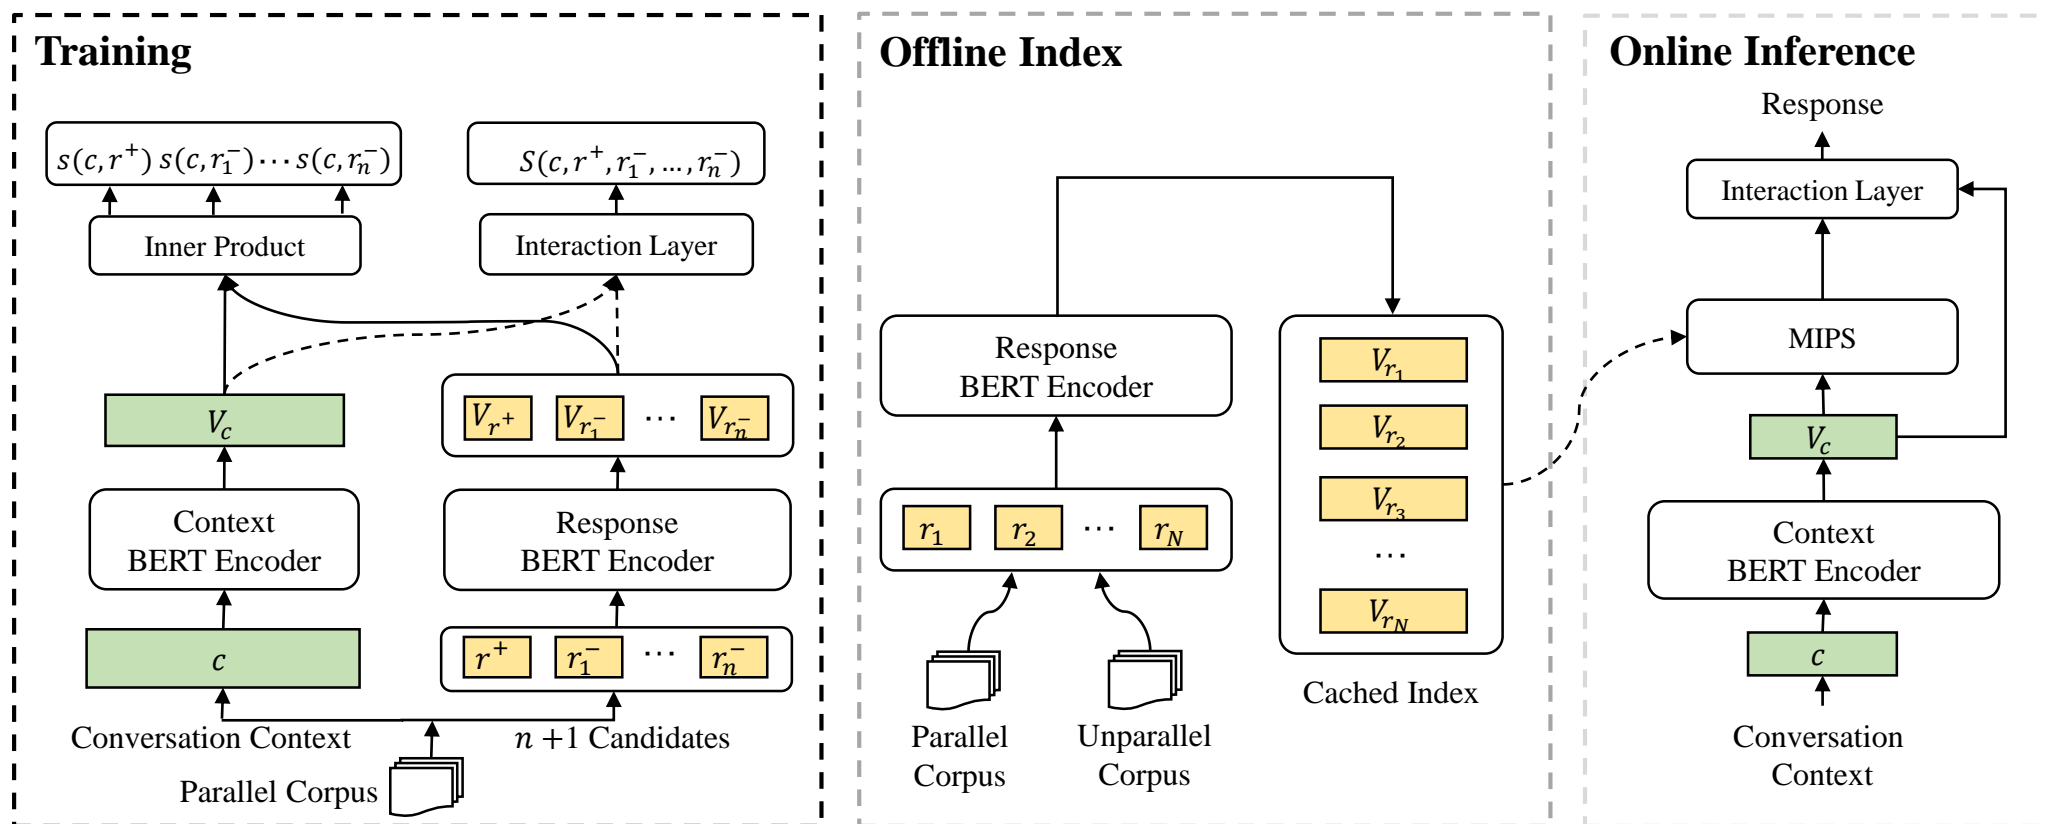 Training
s(c, r⁺) s(c, r₁⁻) ⋯ s(c, rₙ⁻)
S(c, r⁺, r₁⁻, …, rₙ⁻)
Inner Product
Interaction Layer
V_c
V_{r⁺} V_{r₁⁻} ⋯ V_{rₙ⁻}
Context
BERT Encoder
Response
BERT Encoder
c
r⁺ r₁⁻ ⋯ rₙ⁻
Conversation Context
n +1 Candidates
Parallel Corpus
Offline Index
Response
BERT Encoder
r₁ r₂ ⋯ r_N
Parallel
Corpus
Unparallel
Corpus
V_{r₁}
V_{r₂}
V_{r₃}
⋯
V_{r_N}
Cached Index
Online Inference
Response
Interaction Layer
MIPS
V_c
Context
BERT Encoder
c
Conversation
Context